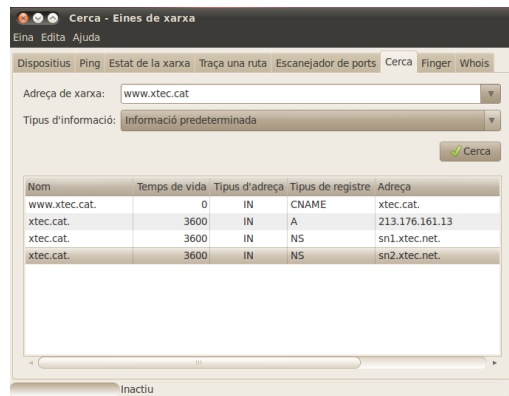 Cerca - Eines de xarxa
Eina Edita Ajuda
Dispositius Ping Estat de la xarxa Traça una ruta Escanejador de ports Cerca Finger Whois
Adreça de xarxa: www.xtec.cat
Tipus d'informació: Informació predeterminada
Cerca
Nom Temps de vida Tipus d'adreça Tipus de registre Adreça
www.xtec.cat. 0 IN CNAME xtec.cat.
xtec.cat. 3600 IN A 213.176.161.13
xtec.cat. 3600 IN NS sn1.xtec.net.
xtec.cat. 3600 IN NS sn2.xtec.net.
Inactiu